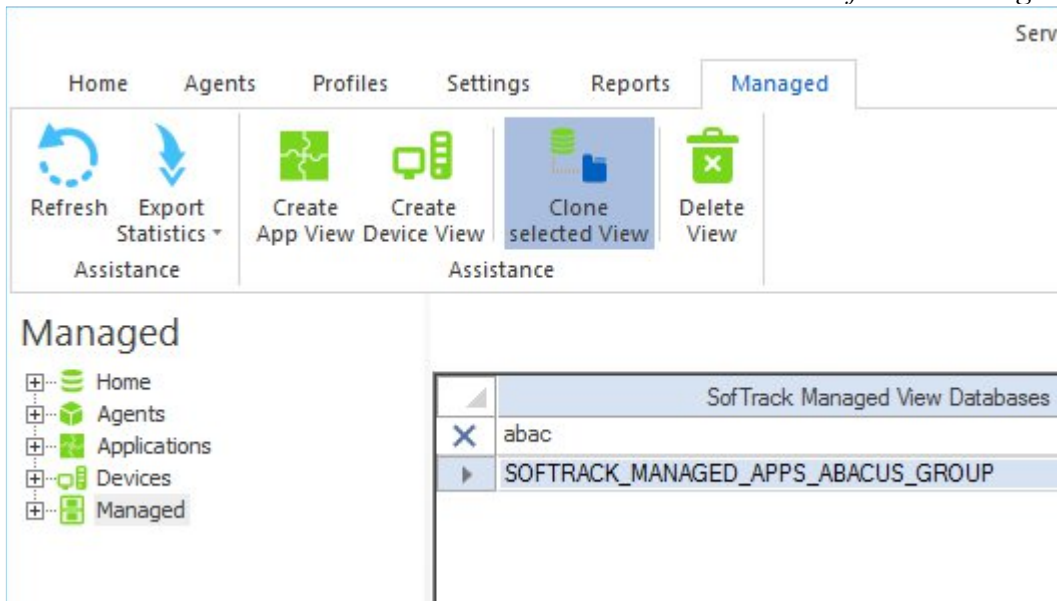 Serv
Home Agents Profiles Settings Reports Managed
Refresh Export Statistics Create App View Create Device View Clone selected View Delete View
Assistance Assistance
Managed
Home
Agents
Applications
Devices
Managed
SofTrack Managed View Databases
abac
SOFTRACK_MANAGED_APPS_ABACUS_GROUP